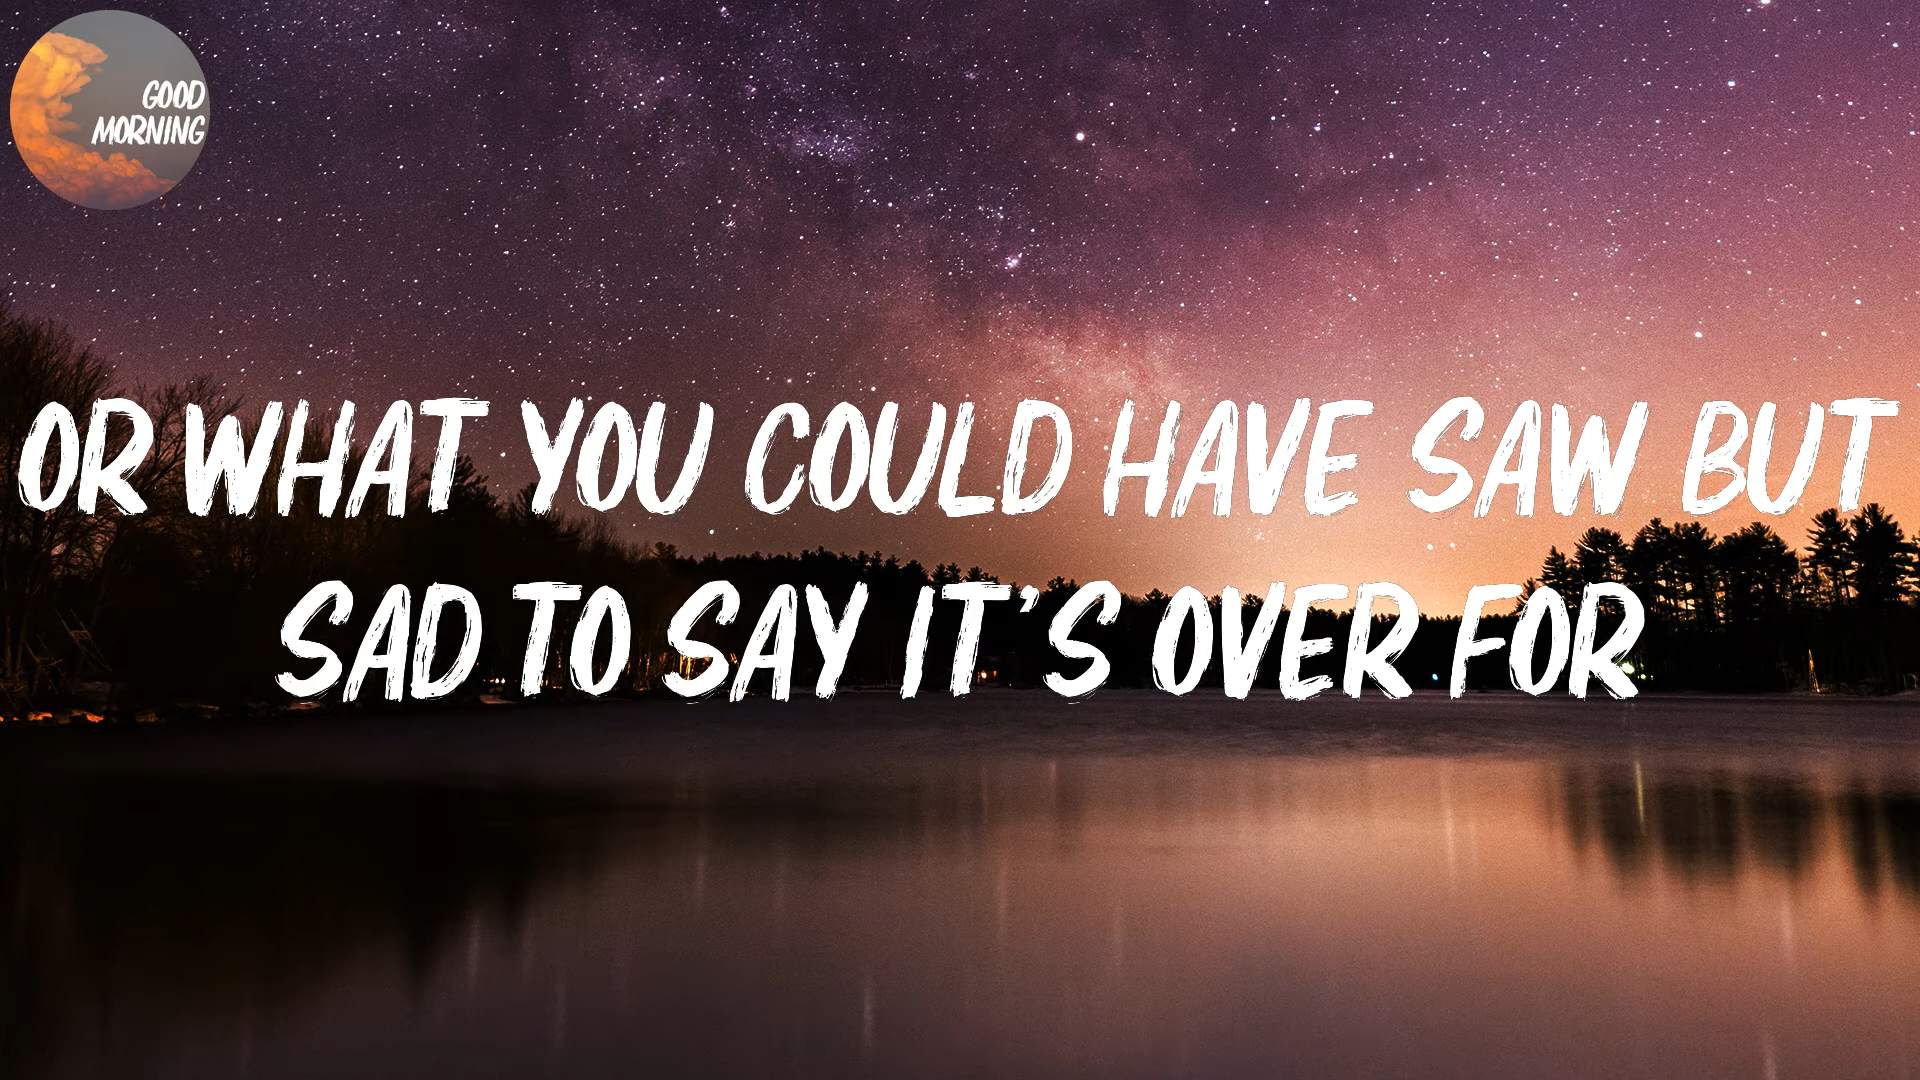 GOOD
MORNING
OR WHAT YOU COULD HAVE SAW BUT
SAD TO SAY IT'S OVER FOR